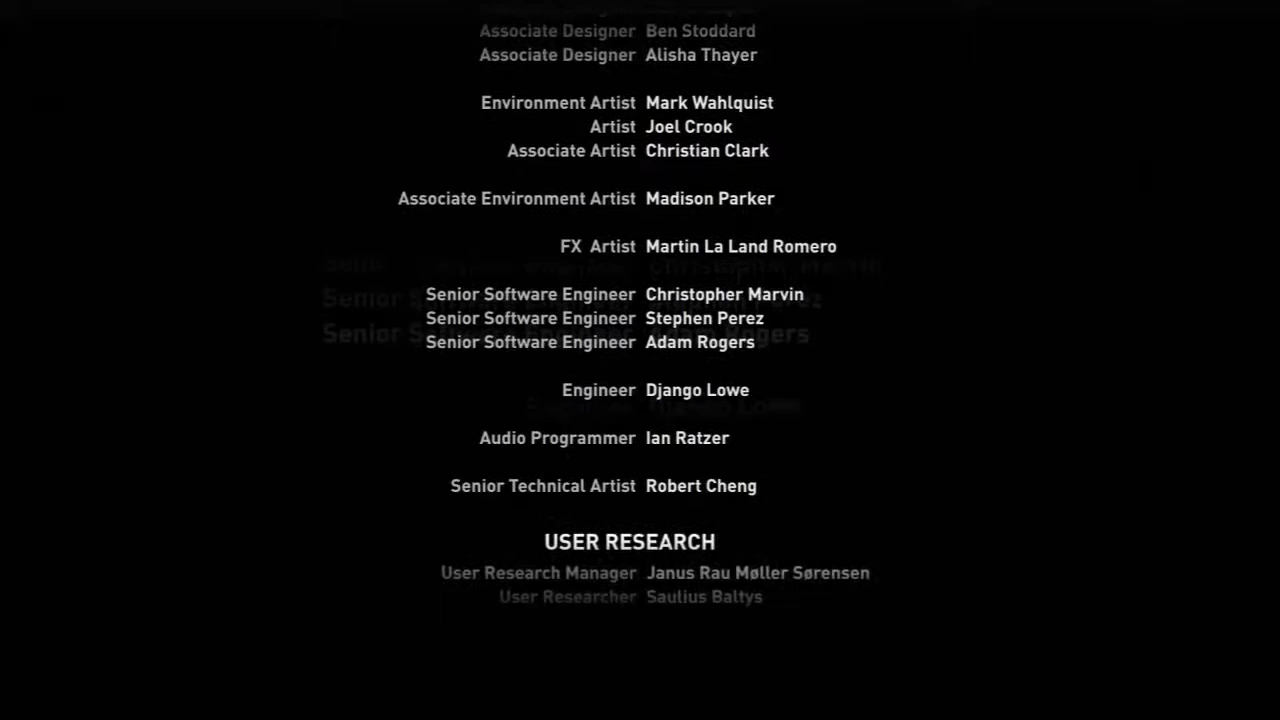 Associate Designer Ben Stoddard
Associate Designer Alisha Thayer
Environment Artist Mark Wahlquist
Artist Joel Crook
Associate Artist Christian Clark
Associate Environment Artist Madison Parker
FX Artist Martin La Land Romero
Senior Software Engineer Christopher Marvin
Senior Software Engineer Stephen Perez
Senior Software Engineer Adam Rogers
Engineer Django Lowe
Audio Programmer Ian Ratzer
Senior Technical Artist Robert Cheng
USER RESEARCH
User Research Manager Janus Rau Møller Sørensen
User Researcher Saulius Baltys